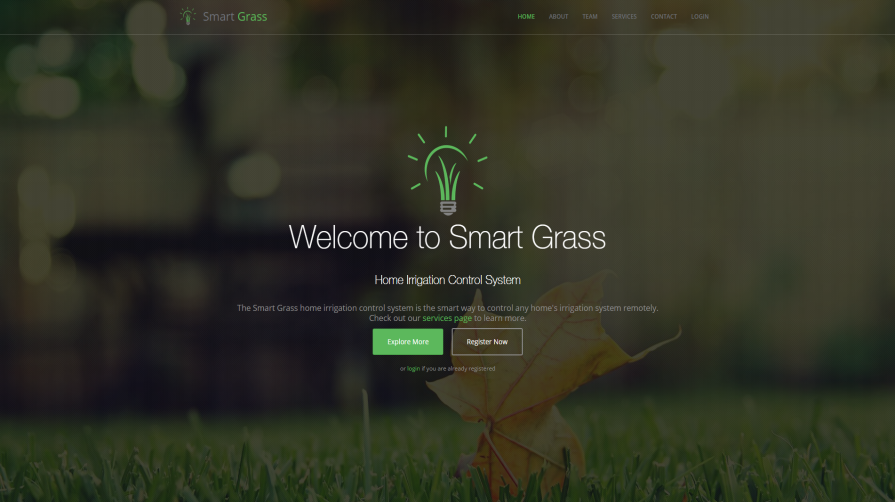 Smart Grass
HOME ABOUT TEAM SERVICES CONTACT LOGIN
Welcome to Smart Grass
Home Irrigation Control System
The Smart Grass home irrigation control system is the smart way to control any home's irrigation system remotely.
Check out our services page to learn more.
Explore More Register Now
or login if you are already registered